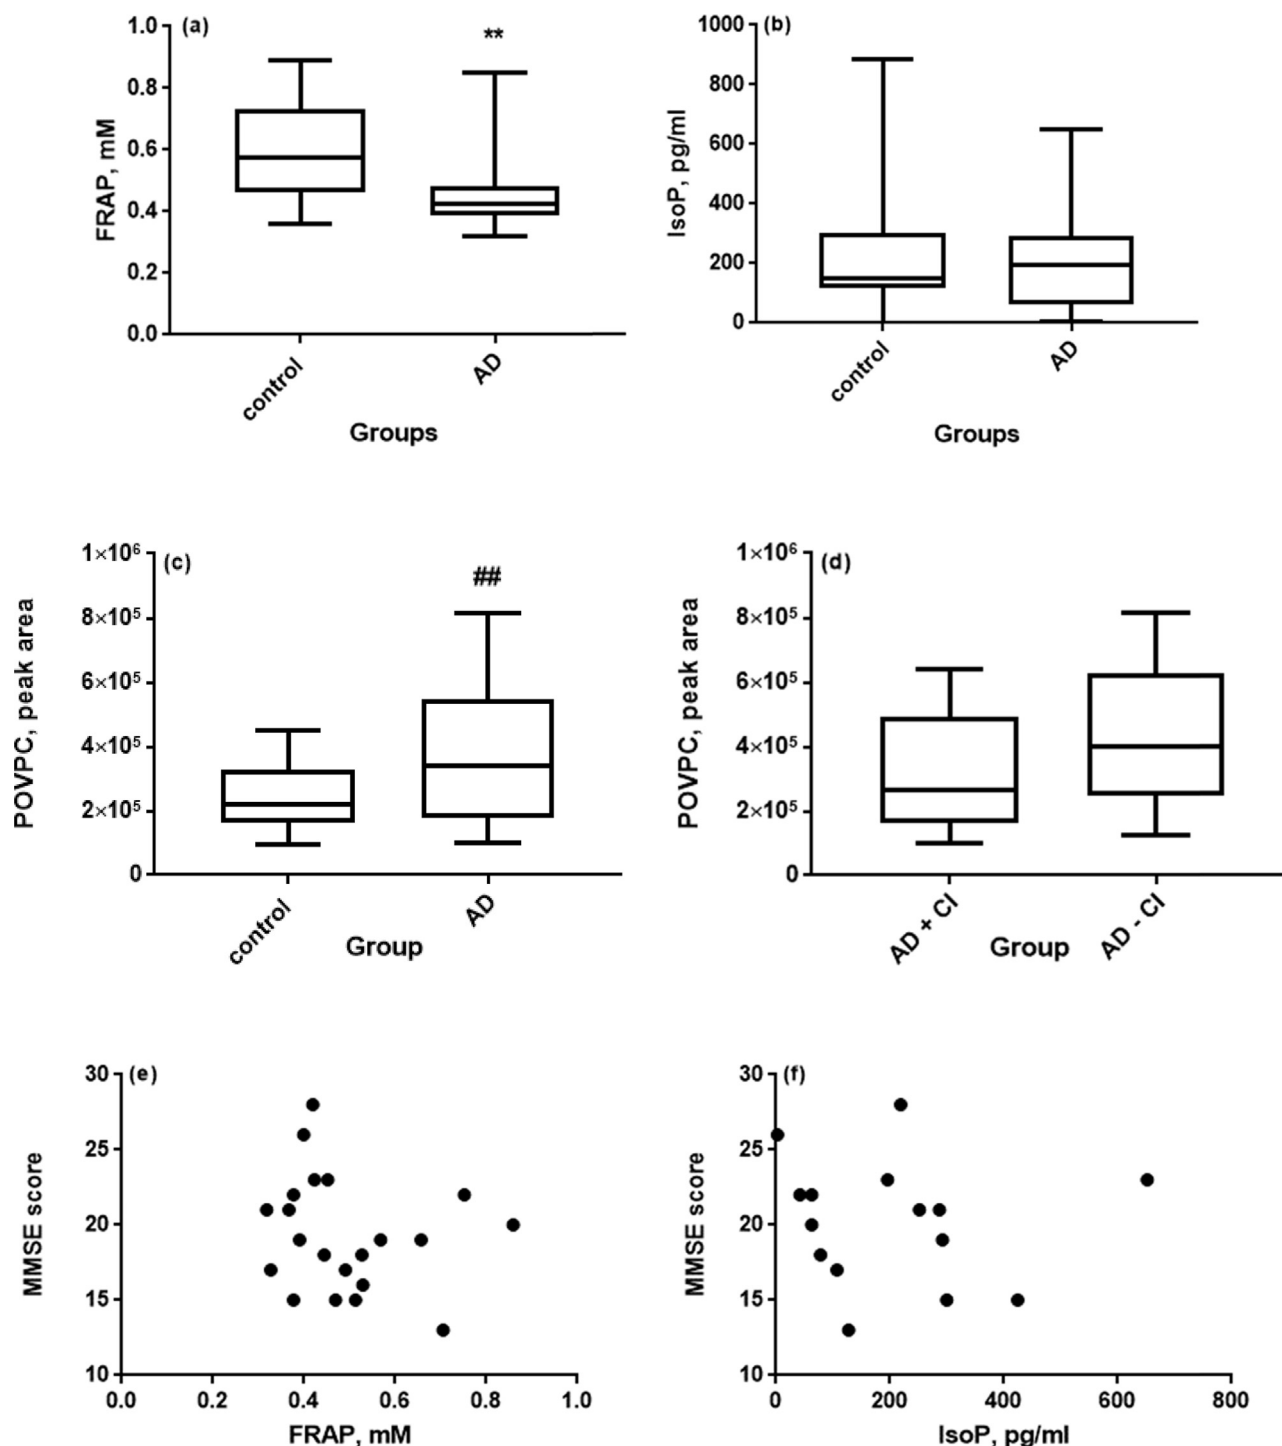 (a)
**
1.0
0.8
0.6
0.4
0.2
0.0
FRAP, mM
control
AD
Groups
(b)
1000
800
600
400
200
0
IsoP, pg/ml
control
AD
Groups
(c)
##
1×10⁶
8×10⁵
6×10⁵
4×10⁵
2×10⁵
0
POVPC, peak area
control
AD
Group
(d)
1×10⁶
8×10⁵
6×10⁵
4×10⁵
2×10⁵
0
POVPC, peak area
AD + CI
AD - CI
Group
(e)
30
25
20
15
10
MMSE score
0.0 0.2 0.4 0.6 0.8 1.0
FRAP, mM
(f)
30
25
20
15
10
MMSE score
0 200 400 600 800
IsoP, pg/ml